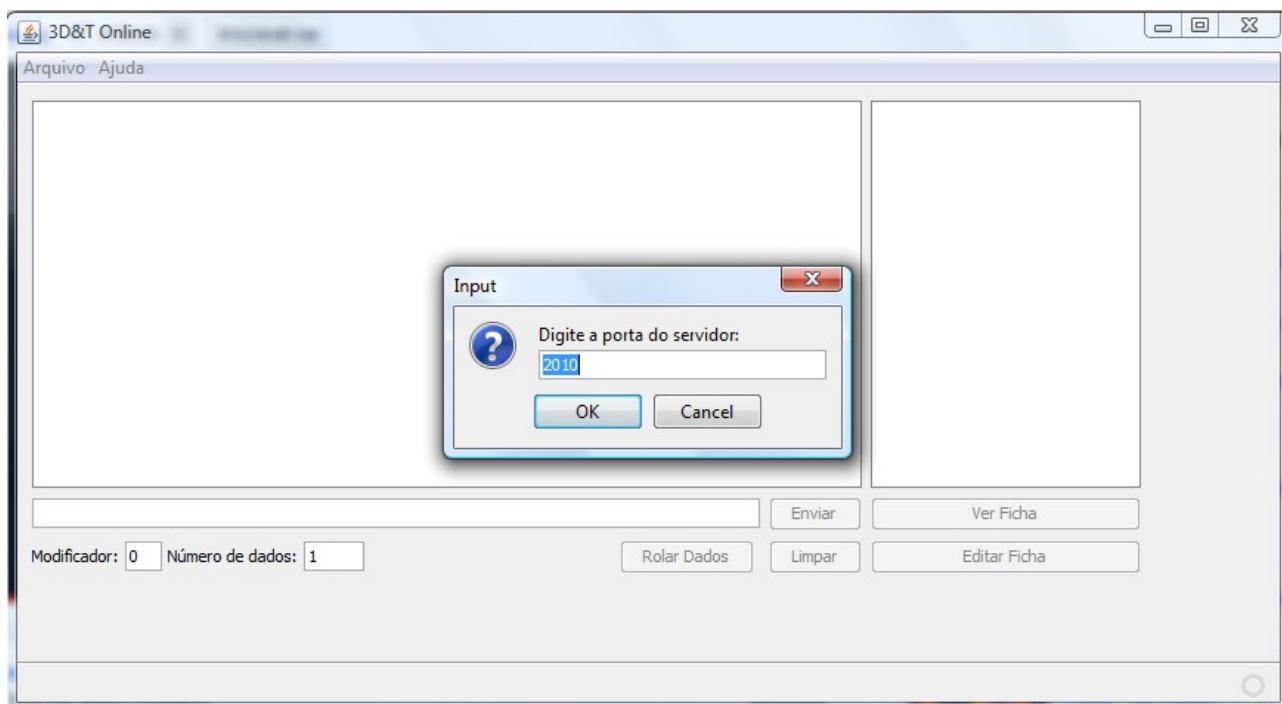 3D&T Online
Arquivo Ajuda
Input
Digite a porta do servidor:
2010
OK Cancel
Enviar Ver Ficha
Modificador: 0 Número de dados: 1 Rolar Dados Limpar Editar Ficha